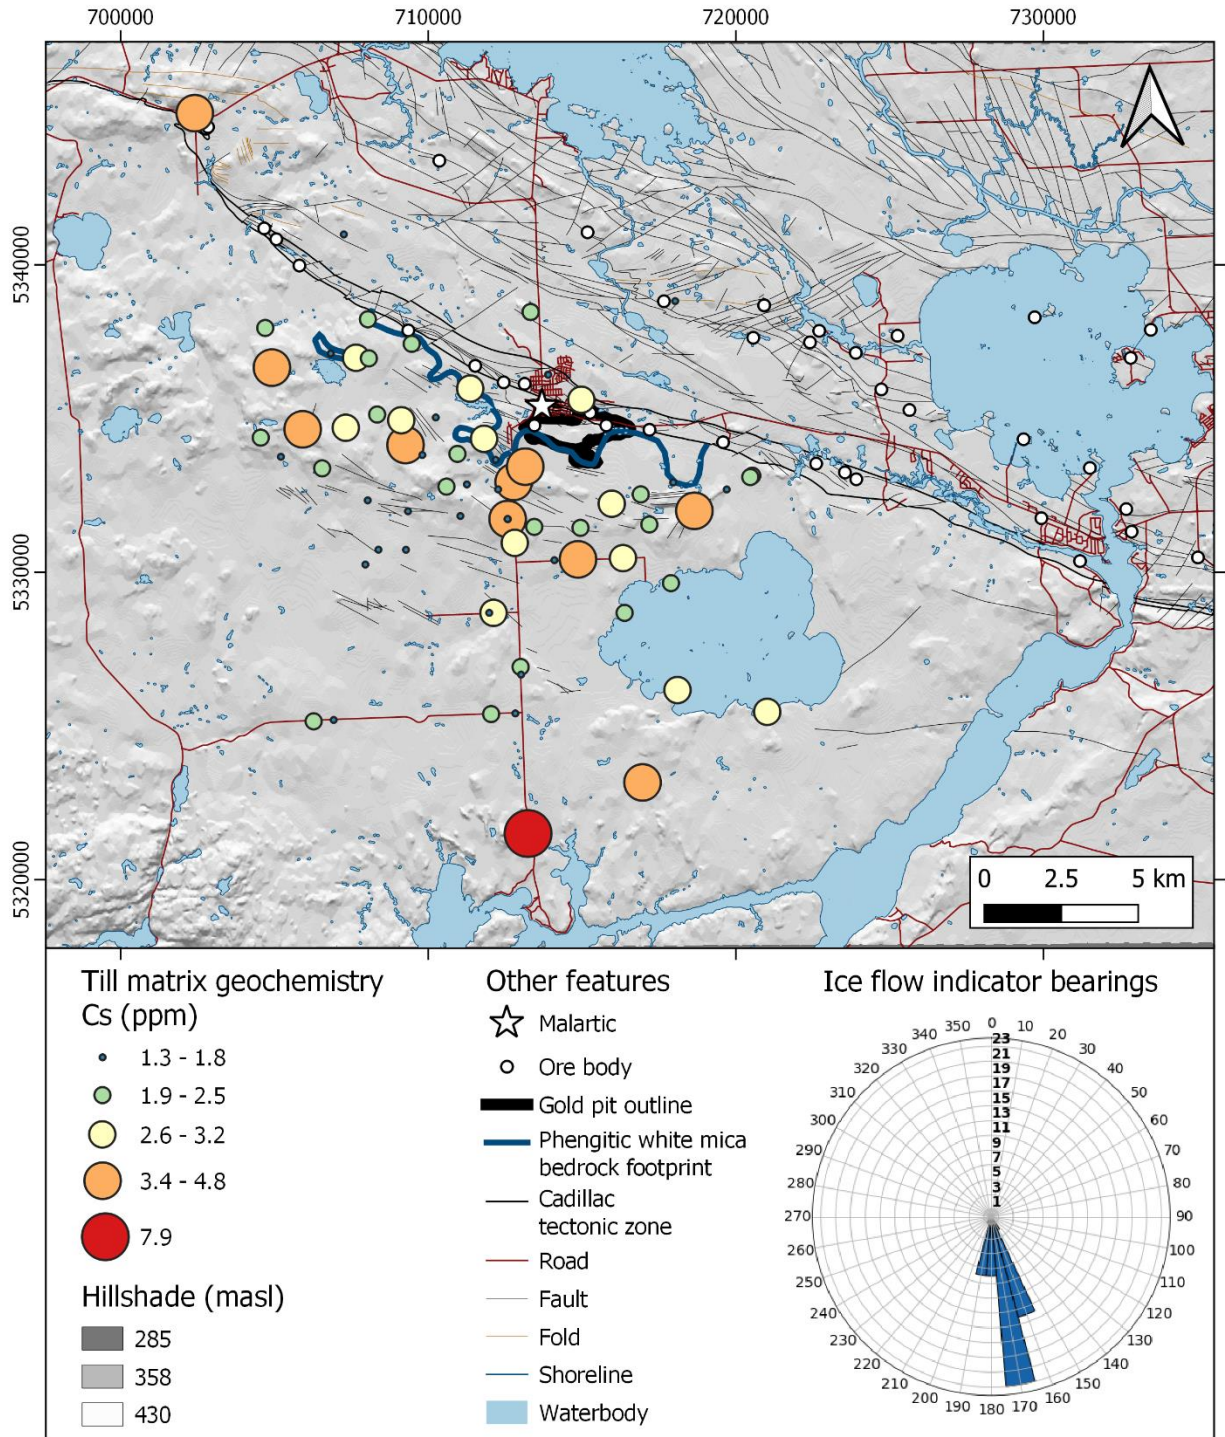 700000
710000
720000
730000
5340000
5330000
5320000
0
2.5
5 km
Till matrix geochemistry
Cs (ppm)
1.3 - 1.8
1.9 - 2.5
2.6 - 3.2
3.4 - 4.8
7.9
Hillshade (masl)
285
358
430
Other features
Malartic
Ore body
Gold pit outline
Phengitic white mica
bedrock footprint
Cadillac
tectonic zone
Road
Fault
Fold
Shoreline
Waterbody
Ice flow indicator bearings
0
10
20
30
40
50
60
70
80
90
100
110
120
130
140
150
160
170
180
190
200
210
220
230
240
250
260
270
280
290
300
310
320
330
340
350
23
21
19
17
15
13
11
9
7
5
3
1